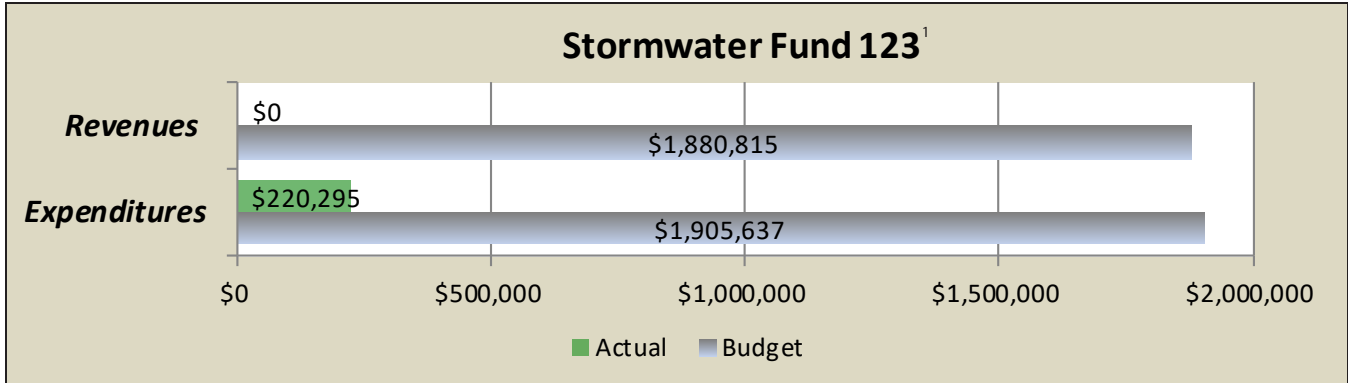 Stormwater Fund 123¹
Revenues
$0
$1,880,815
Expenditures
$220,295
$1,905,637
$0 $500,000 $1,000,000 $1,500,000 $2,000,000
Actual Budget